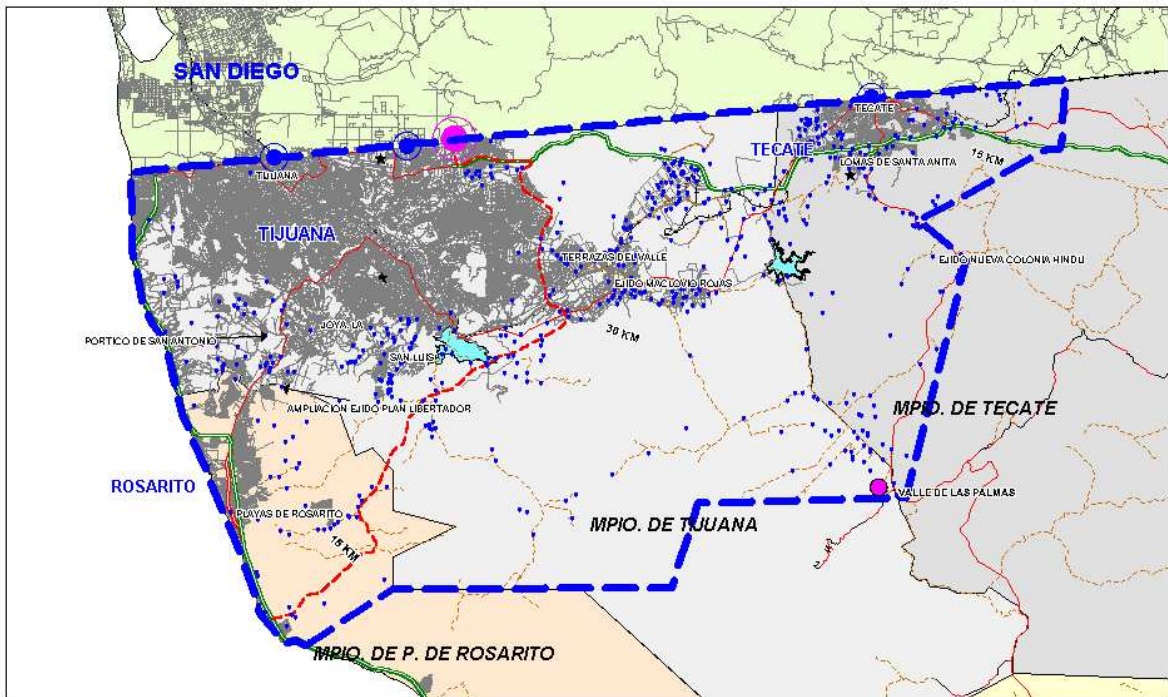 SAN DIEGO
TECATE
TECATE
LOMAS DE SANTA ANITA
15 KM
TIJUANA
TIJUANA
TERRAZAS DEL VALLE
EJIDO NUEVA COLONIA HINDU
EJIDO MACLOVIO ROJAS
JOYA, LA
30 KM
PORTICO DE SAN ANTONIO
SAN LUIS
AMPLIACION EJIDO PLAN LIBERTADOR
MPIO. DE TECATE
ROSARITO
VALLE DE LAS PALMAS
PLAYAS DE ROSARITO
MPIO. DE TIJUANA
15 KM
MPIO. DE P. DE ROSARITO